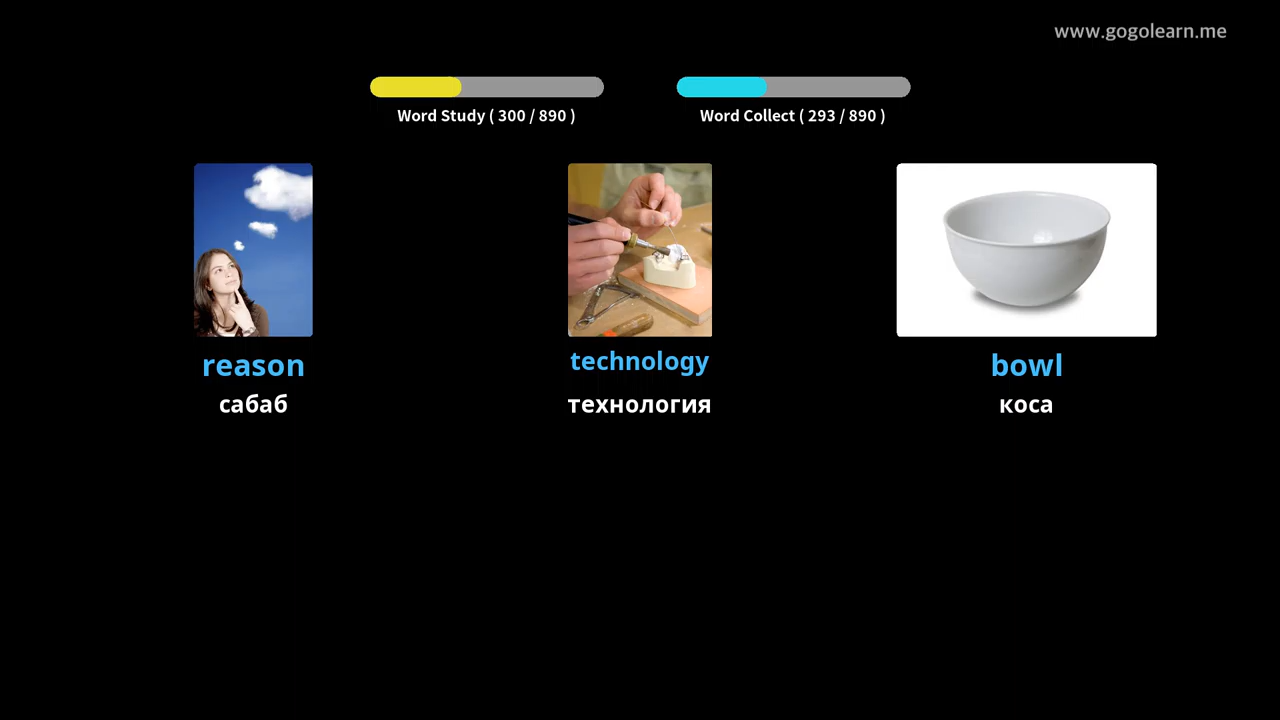 www.gogolearn.me
Word Study ( 300 / 890 )
Word Collect ( 293 / 890 )
reason
сабаб
technology
технология
bowl
коса